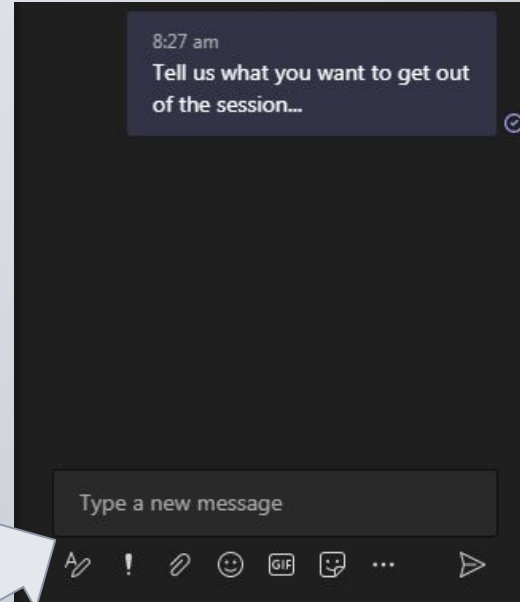 8:27 am
Tell us what you want to get out
of the session...
Type a new message
GIF